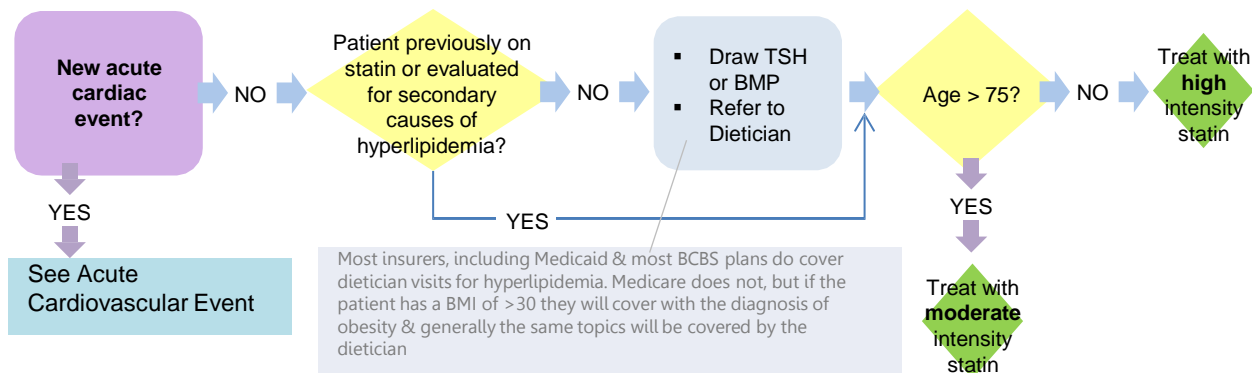 New acute
cardiac
event?
NO
Patient previously on
statin or evaluated
for secondary
causes of
hyperlipidemia?
NO
▪ Draw TSH
or BMP
▪ Refer to
Dietician
Age > 75?
NO
Treat with
high
intensity
statin
YES
YES
YES
See Acute
Cardiovascular Event
Most insurers, including Medicaid & most BCBS plans do cover
dietician visits for hyperlipidemia. Medicare does not, but if the
patient has a BMI of >30 they will cover with the diagnosis of
obesity & generally the same topics will be covered by the
dietician
Treat with
moderate
intensity
statin